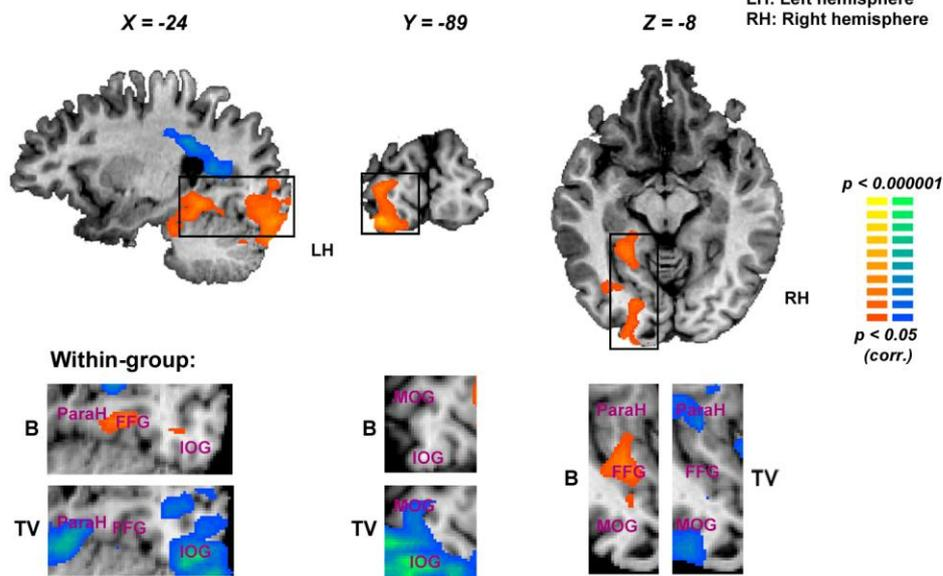 LH: Left hemisphere
RH: Right hemisphere
X = -24
Y = -89
Z = -8
LH
RH
p < 0.000001
p < 0.05
(corr.)
Within-group:
B
ParaH
FFG
IOG
B
MOG
IOG
B
ParaH
FFG
MOG
ParaH
FFG
MOG
TV
TV
ParaH
FFG
IOG
TV
MOG
IOG